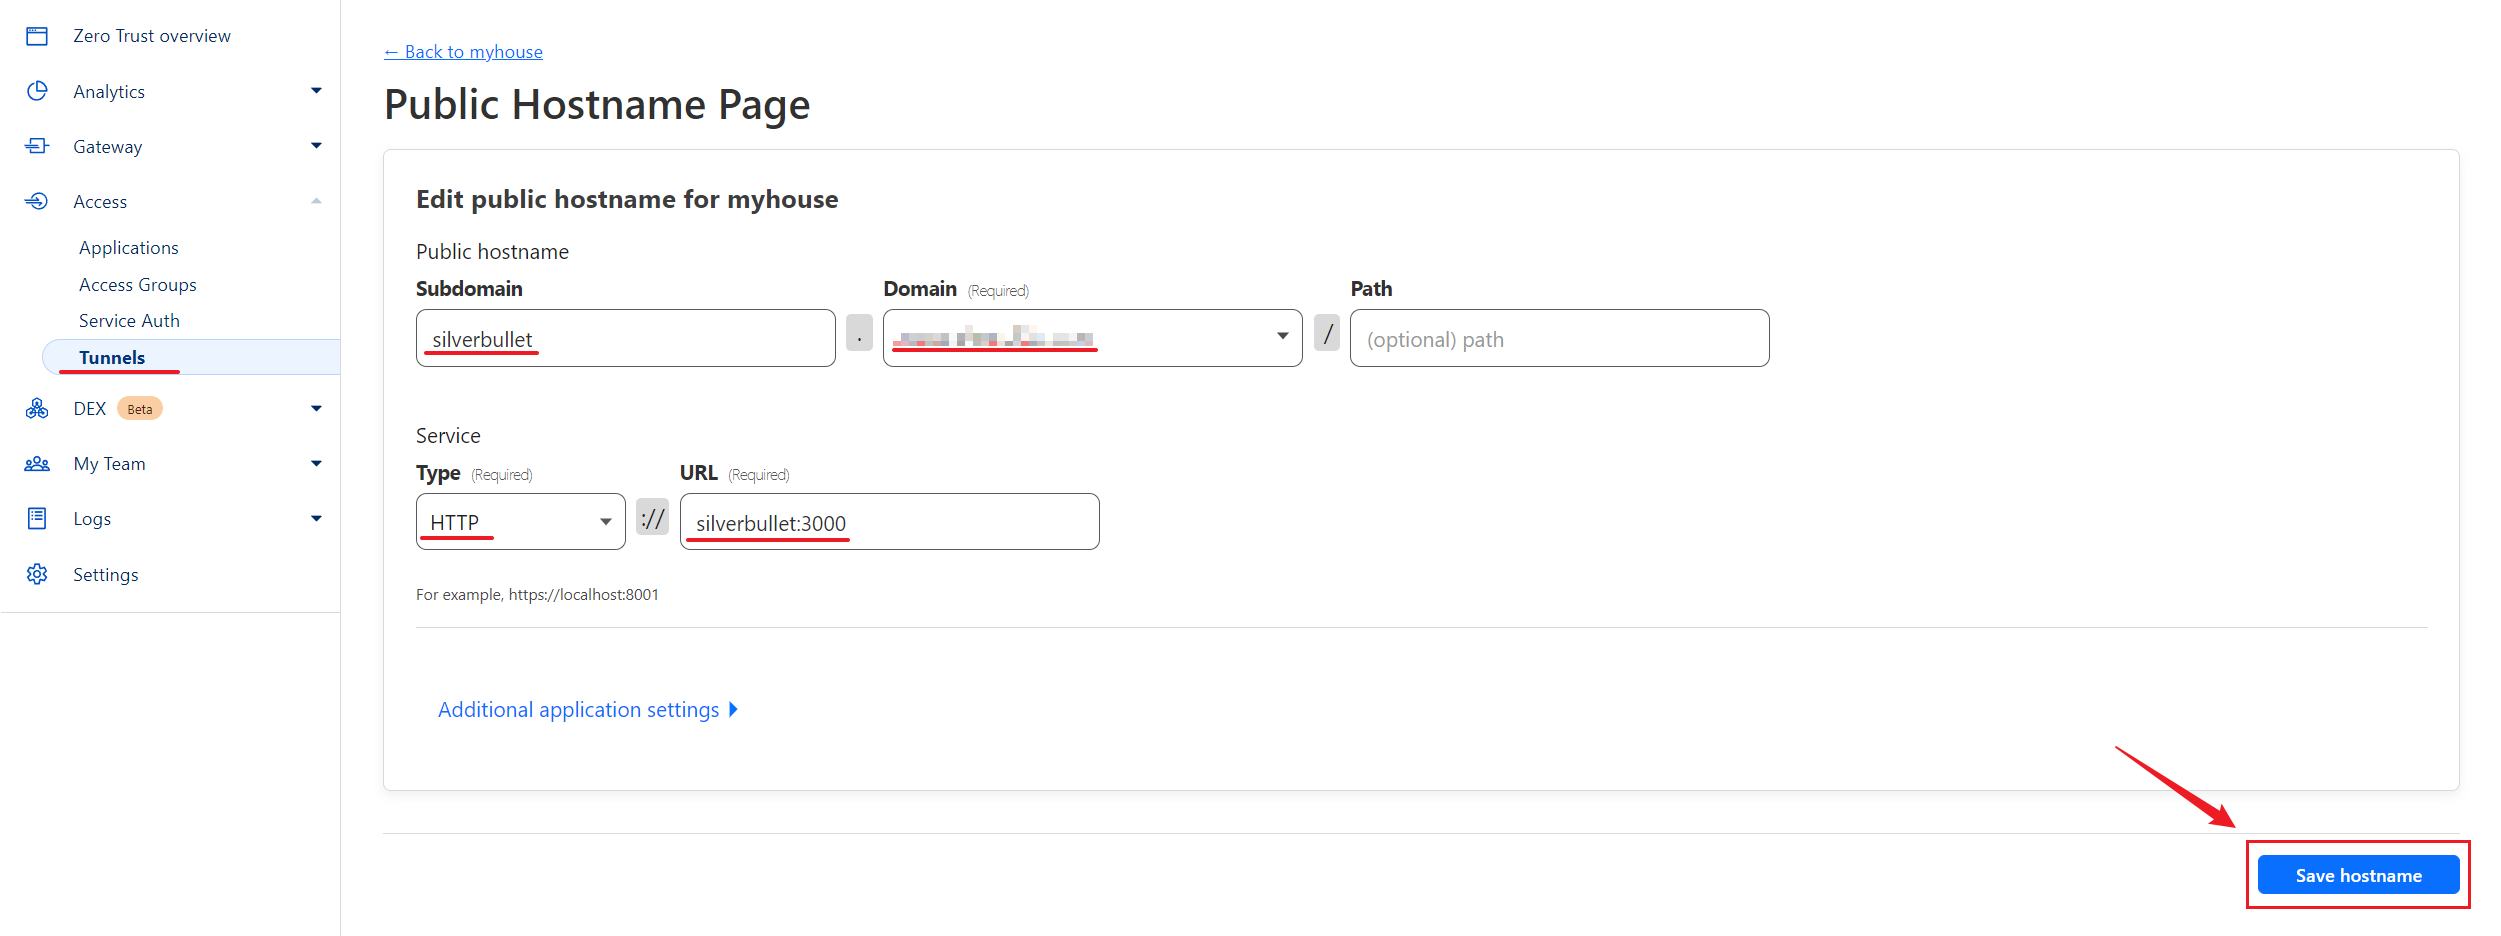 Zero Trust overview
Analytics
Gateway
Access
Applications
Access Groups
Service Auth
Tunnels
DEX Beta
My Team
Logs
Settings
← Back to myhouse
Public Hostname Page
Edit public hostname for myhouse
Public hostname
Subdomain Domain (Required) Path
silverbullet . / (optional) path
Service
Type (Required) URL (Required)
HTTP :// silverbullet:3000
For example, https://localhost:8001
Additional application settings
Save hostname